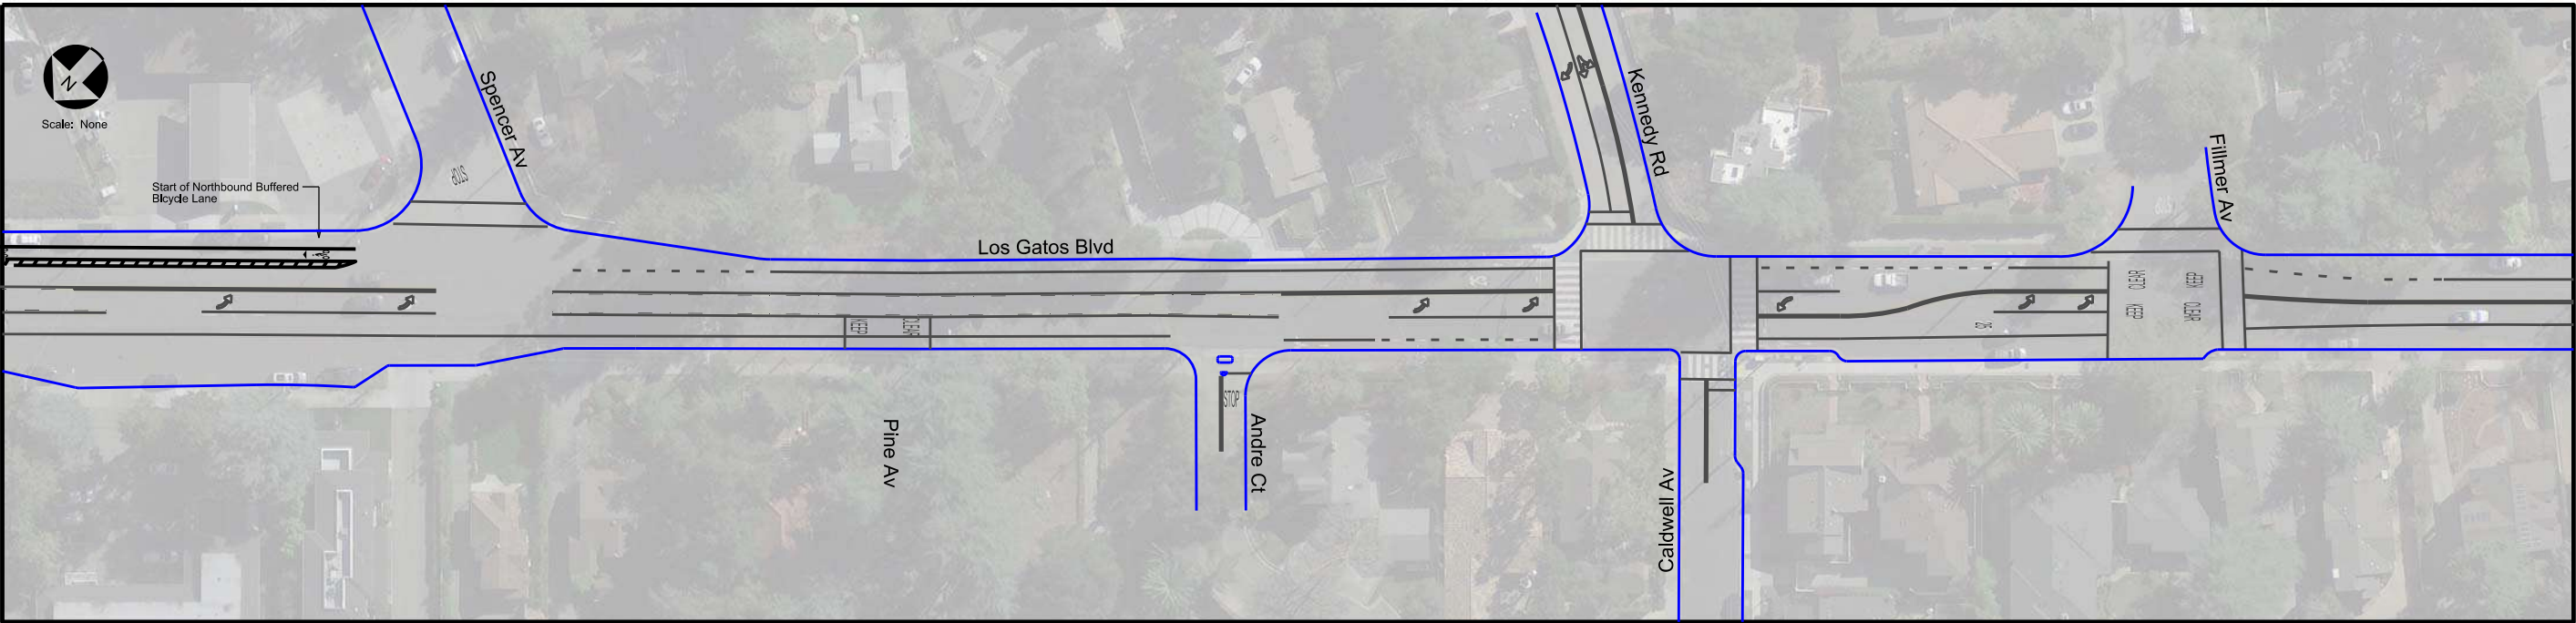 N
Scale: None
Spencer Av
STOP
Start of Northbound Buffered
Bicycle Lane
Los Gatos Blvd
Kennedy Rd
Fillmer Av
KEEP
CLEAR
Pine Av
STOP
Andre Ct
Caldwell Av
25
CLEAR
KEEP
KEEP
CLEAR